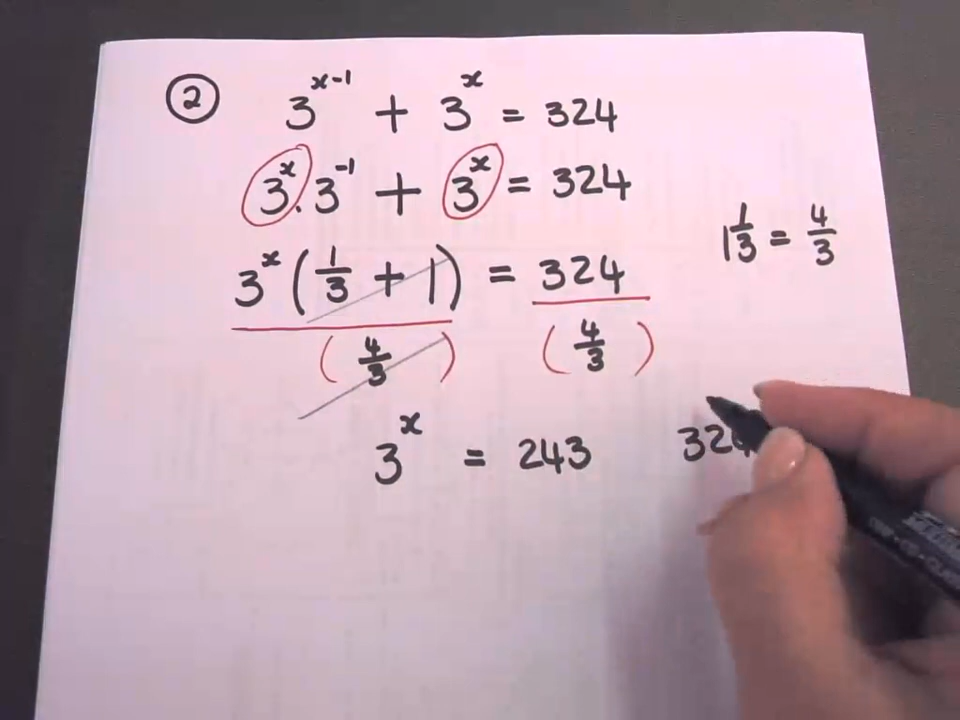 ② 3^(x-1) + 3^x = 324
3^x . 3^(-1) + 3^x = 324
3^x (1/3 + 1) = 324
(4/3) (4/3)
1 1/3 = 4/3
3^x = 243 32